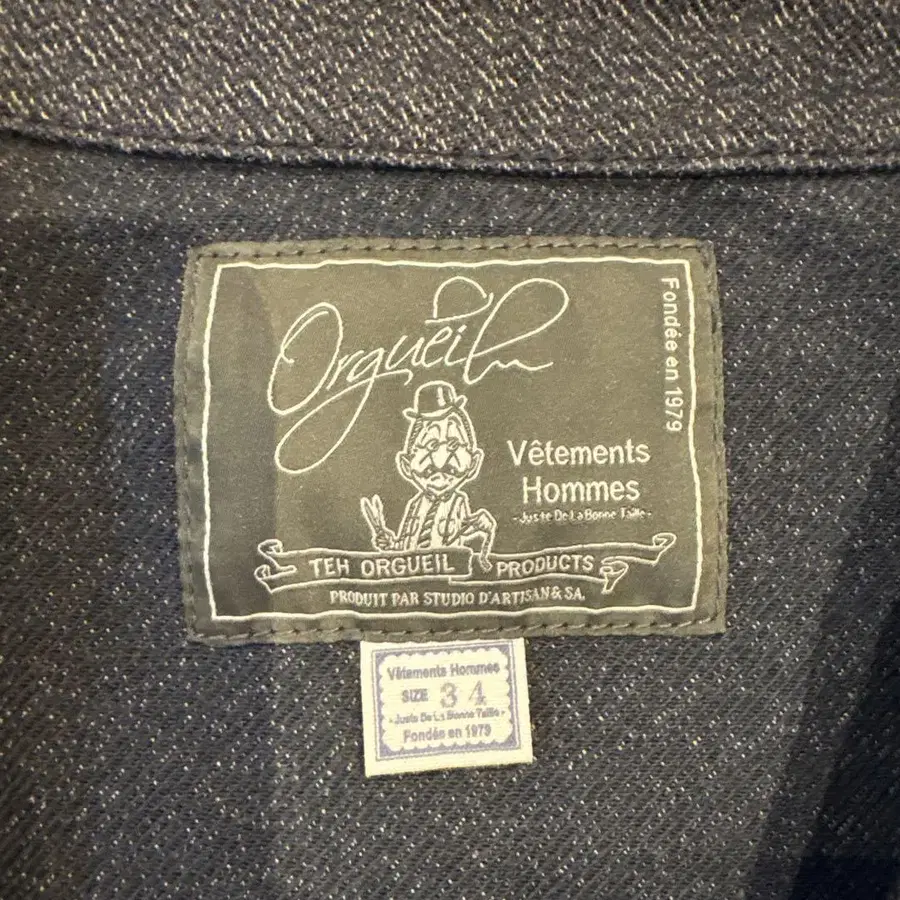 Orgueil
Fondée en 1979
Vêtements
Hommes
- Juste De La Bonne Taille -
TEH ORGUEIL PRODUCTS
PRODUIT PAR STUDIO D'ARTISAN & SA.
Vêtements Hommes
SIZE 34
- Juste De La Bonne Taille -
Fondée en 1979